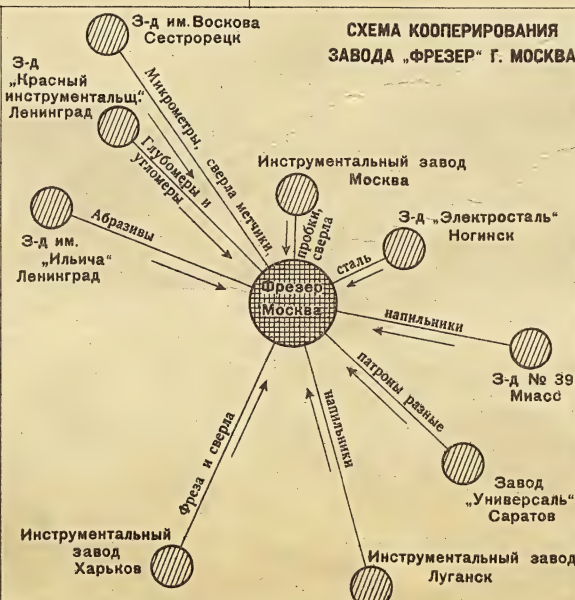 СХЕМА КООПЕРИРОВАНИЯ
ЗАВОДА „ФРЕЗЕР“ Г. МОСКВА
З-д им. Воскова
Сестрорецк
З-д
„Красный
инструментальщ.“
Ленинград
З-д им.
„Ильича“
Ленинград
Инструментальный завод
Москва
З-д „Электросталь“
Ногинск
З-д № 39
Миасс
Завод
„Универсаль“
Саратов
Инструментальный завод
Луганск
Инструментальный
завод
Харьков
Фрезер
Москва
Микрометры, сверла метчики,
Глубомеры и
угломеры
Абразивы
пробки,
сверла
сталь
напильники
патроны разные
напильники
Фреза и сверла